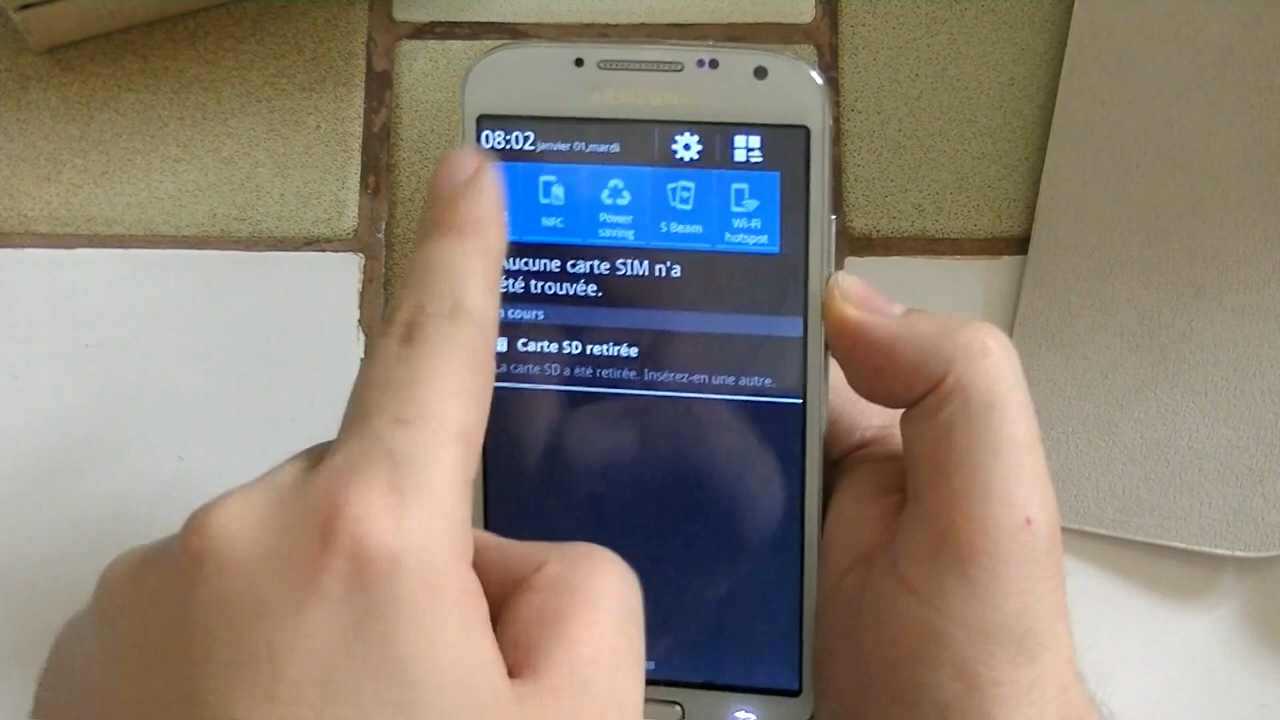 SAMSUNG
08:02 janvier 01,mardi
NFC
Power
saving
S Beam
Wi-Fi
hotspot
Aucune carte SIM n'a
été trouvée.
n cours
Carte SD retirée
La carte SD a été retirée. Insérez-en une autre.